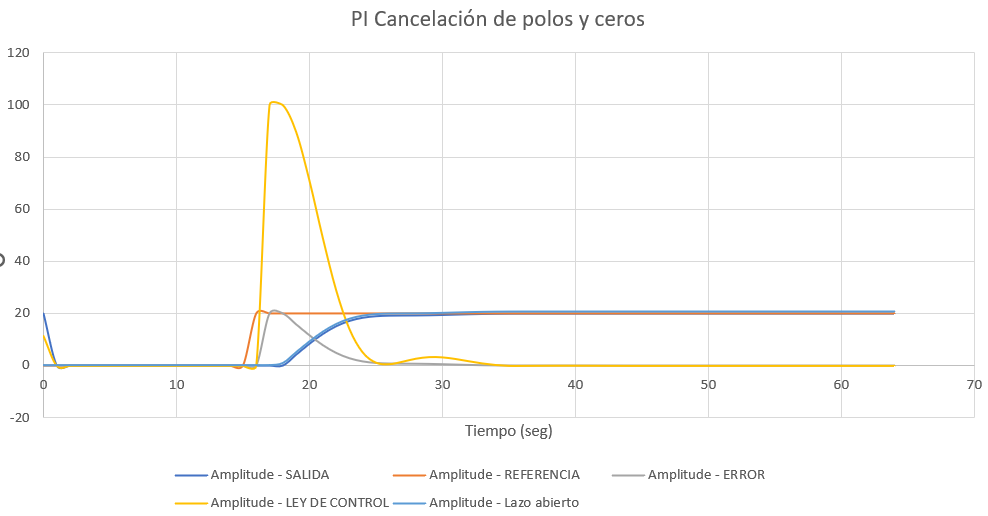 PI Cancelación de polos y ceros
120
100
80
60
40
20
0
-20
0 10 20 30 40 50 60 70
Tiempo (seg)
Amplitude - SALIDA Amplitude - REFERENCIA Amplitude - ERROR
Amplitude - LEY DE CONTROL Amplitude - Lazo abierto